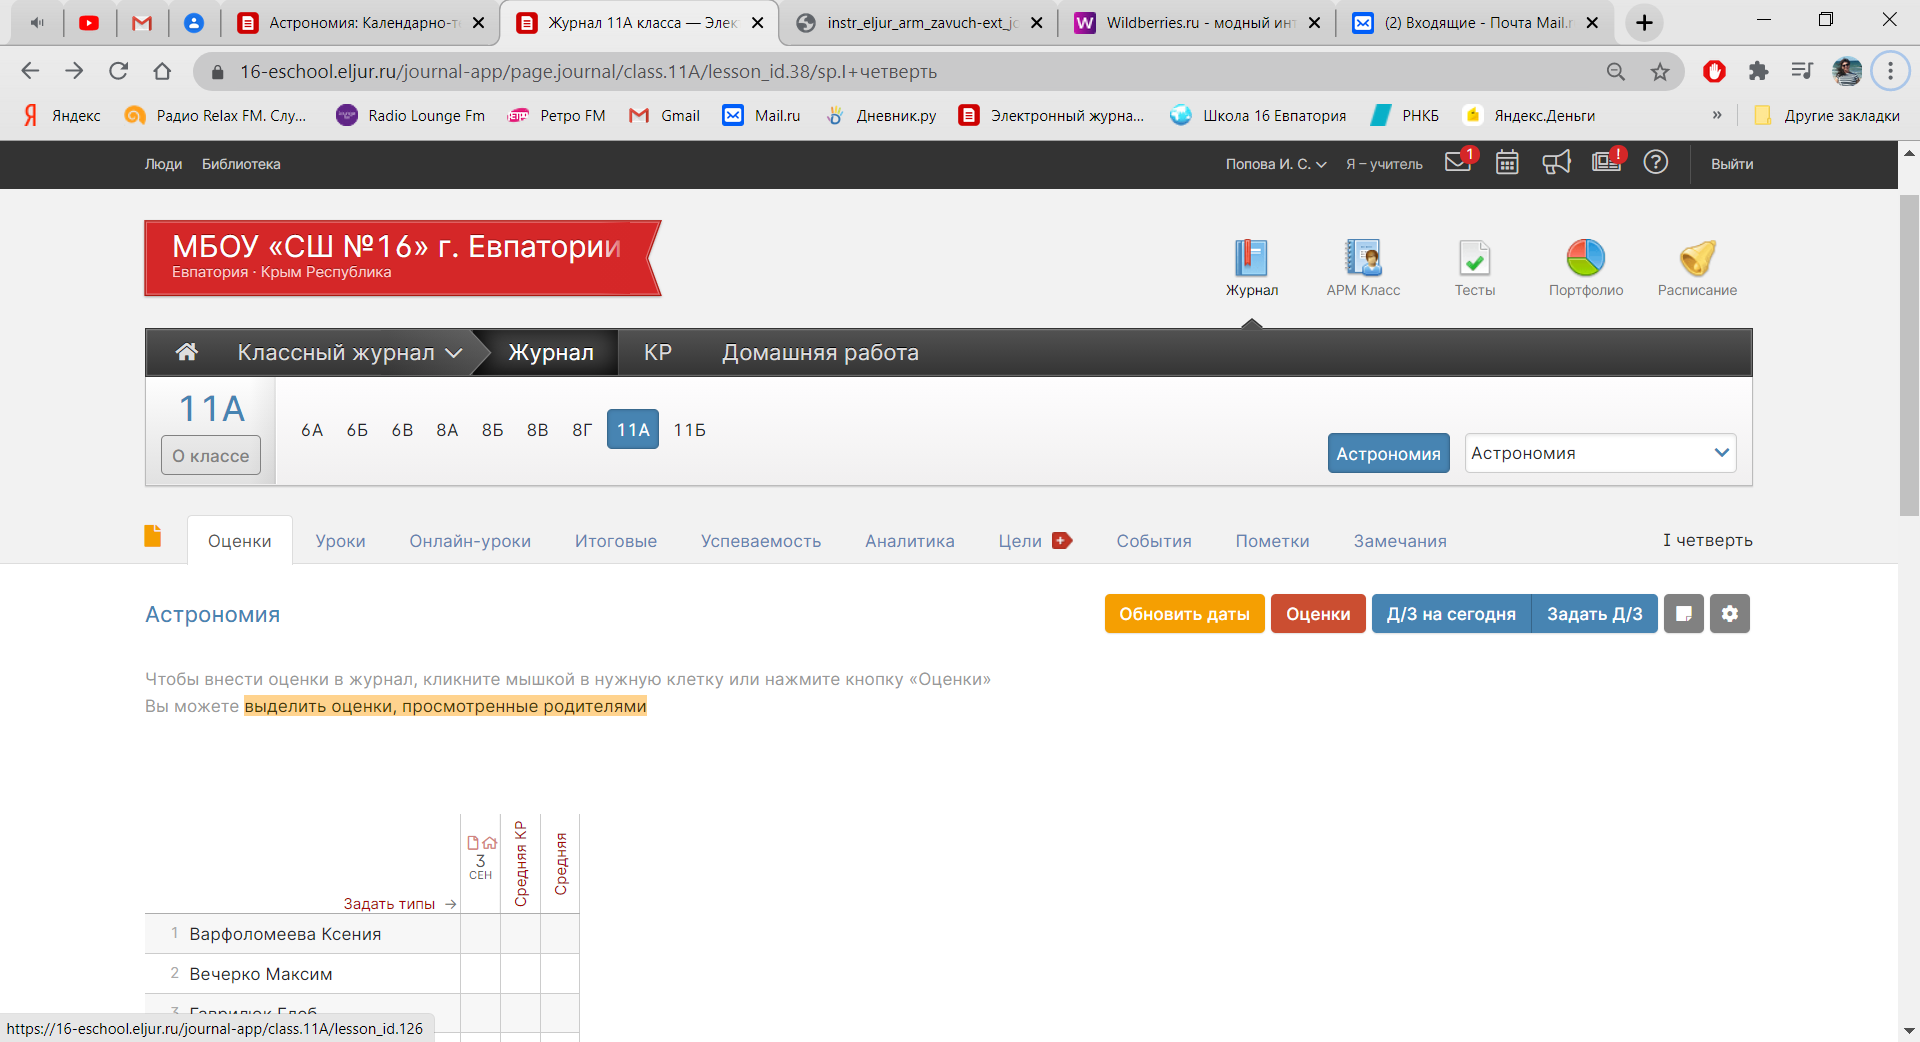 Астрономия: Календарно-т
Журнал 11А класса — Элек
instr_eljur_arm_zavuch-ext_jo
Wildberries.ru - модный инт
(2) Входящие - Почта Mail.r
16-eschool.eljur.ru/journal-app/page.journal/class.11A/lesson_id.38/sp.I+четверть
Яндекс
Радио Relax FM. Слу...
Radio Lounge Fm
Ретро FM
Gmail
Mail.ru
Дневник.ру
Электронный журна...
Школа 16 Евпатория
РНКБ
Яндекс.Деньги
»
Другие закладки
Люди Библиотека
Попова И. С. Я – учитель 1 ! ? Выйти
МБОУ «СШ №16» г. Евпатории
Евпатория · Крым Республика
Журнал АРМ Класс Тесты Портфолио Расписание
Классный журнал Журнал КР Домашняя работа
11А
О классе
6А 6Б 6В 8А 8Б 8В 8Г 11А 11Б
Астрономия Астрономия
Оценки Уроки Онлайн-уроки Итоговые Успеваемость Аналитика Цели События Пометки Замечания I четверть
Астрономия
Обновить даты Оценки Д/З на сегодня Задать Д/З
Чтобы внести оценки в журнал, кликните мышкой в нужную клетку или нажмите кнопку «Оценки»
Вы можете выделить оценки, просмотренные родителями
3
СЕН
Средняя КР
Средняя
Задать типы →
1 Варфоломеева Ксения
2 Вечерко Максим
3 Гаврилюк Глеб
https://16-eschool.eljur.ru/journal-app/class.11A/lesson_id.126